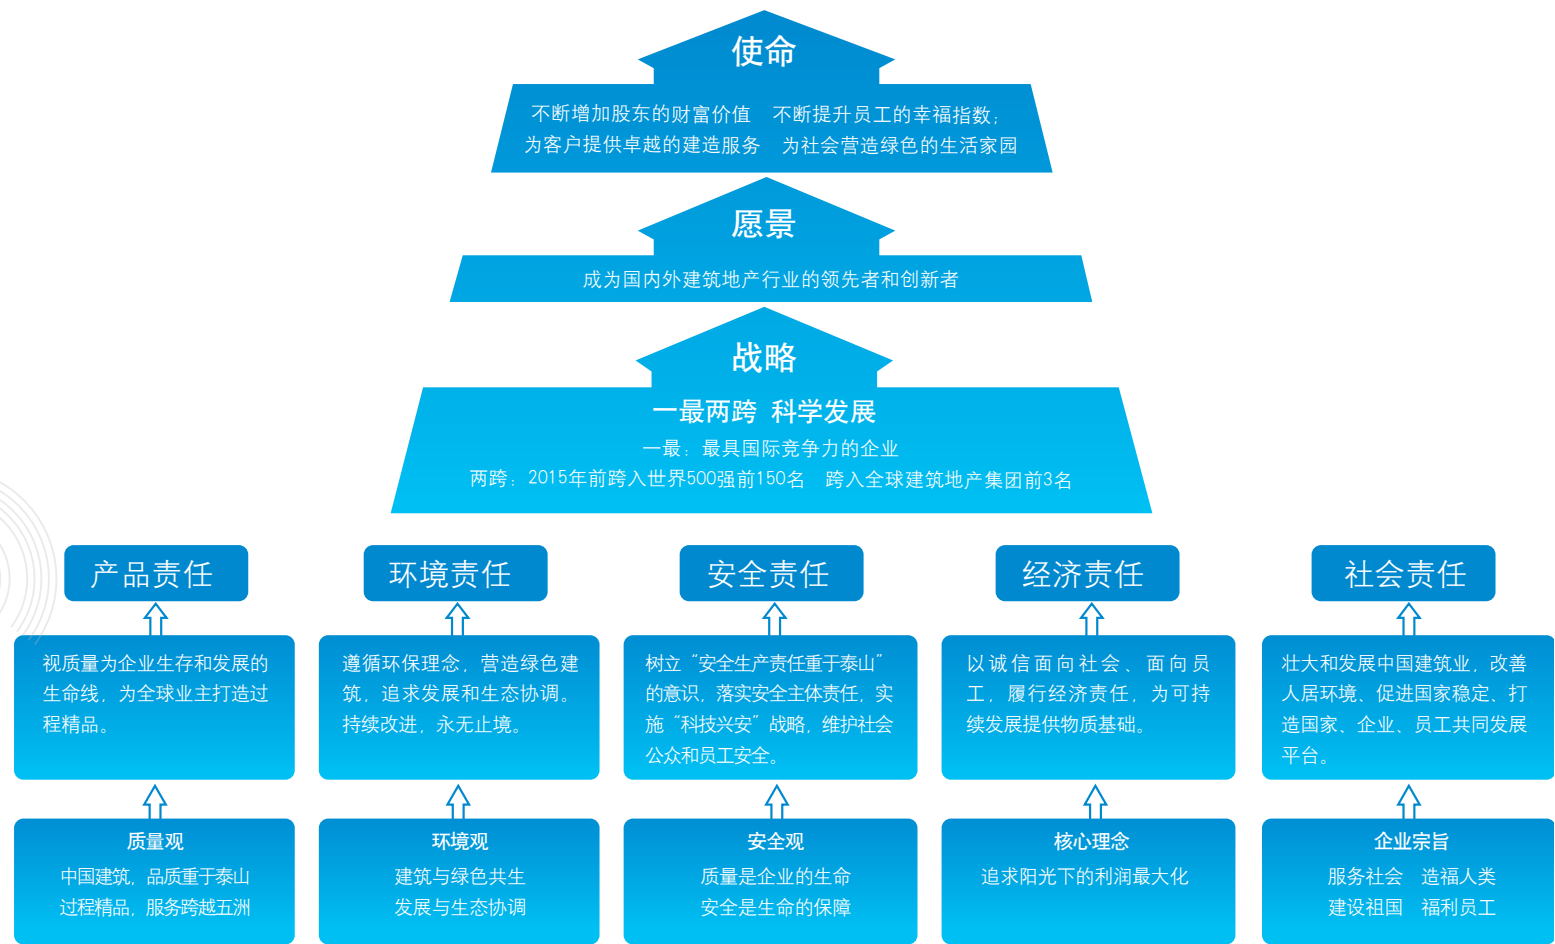 使命
不断增加股东的财富价值　不断提升员工的幸福指数；
为客户提供卓越的建造服务　为社会营造绿色的生活家园
愿景
成为国内外建筑地产行业的领先者和创新者
战略
一最两跨 科学发展
一最：最具国际竞争力的企业
两跨：2015年前跨入世界500强前150名　跨入全球建筑地产集团前3名
产品责任
视质量为企业生存和发展的
生命线，为全球业主打造过
程精品。
质量观
中国建筑，品质重于泰山
过程精品，服务跨越五洲
环境责任
遵循环保理念，营造绿色建
筑，追求发展和生态协调。
持续改进，永无止境。
环境观
建筑与绿色共生
发展与生态协调
安全责任
树立“安全生产责任重于泰山”
的意识，落实安全主体责任，实
施“科技兴安”战略，维护社会
公众和员工安全。
安全观
质量是企业的生命
安全是生命的保障
经济责任
以诚信面向社会、面向员
工，履行经济责任，为可持
续发展提供物质基础。
核心理念
追求阳光下的利润最大化
社会责任
壮大和发展中国建筑业，改善
人居环境、促进国家稳定、打
造国家、企业、员工共同发展
平台。
企业宗旨
服务社会　造福人类
建设祖国　福利员工